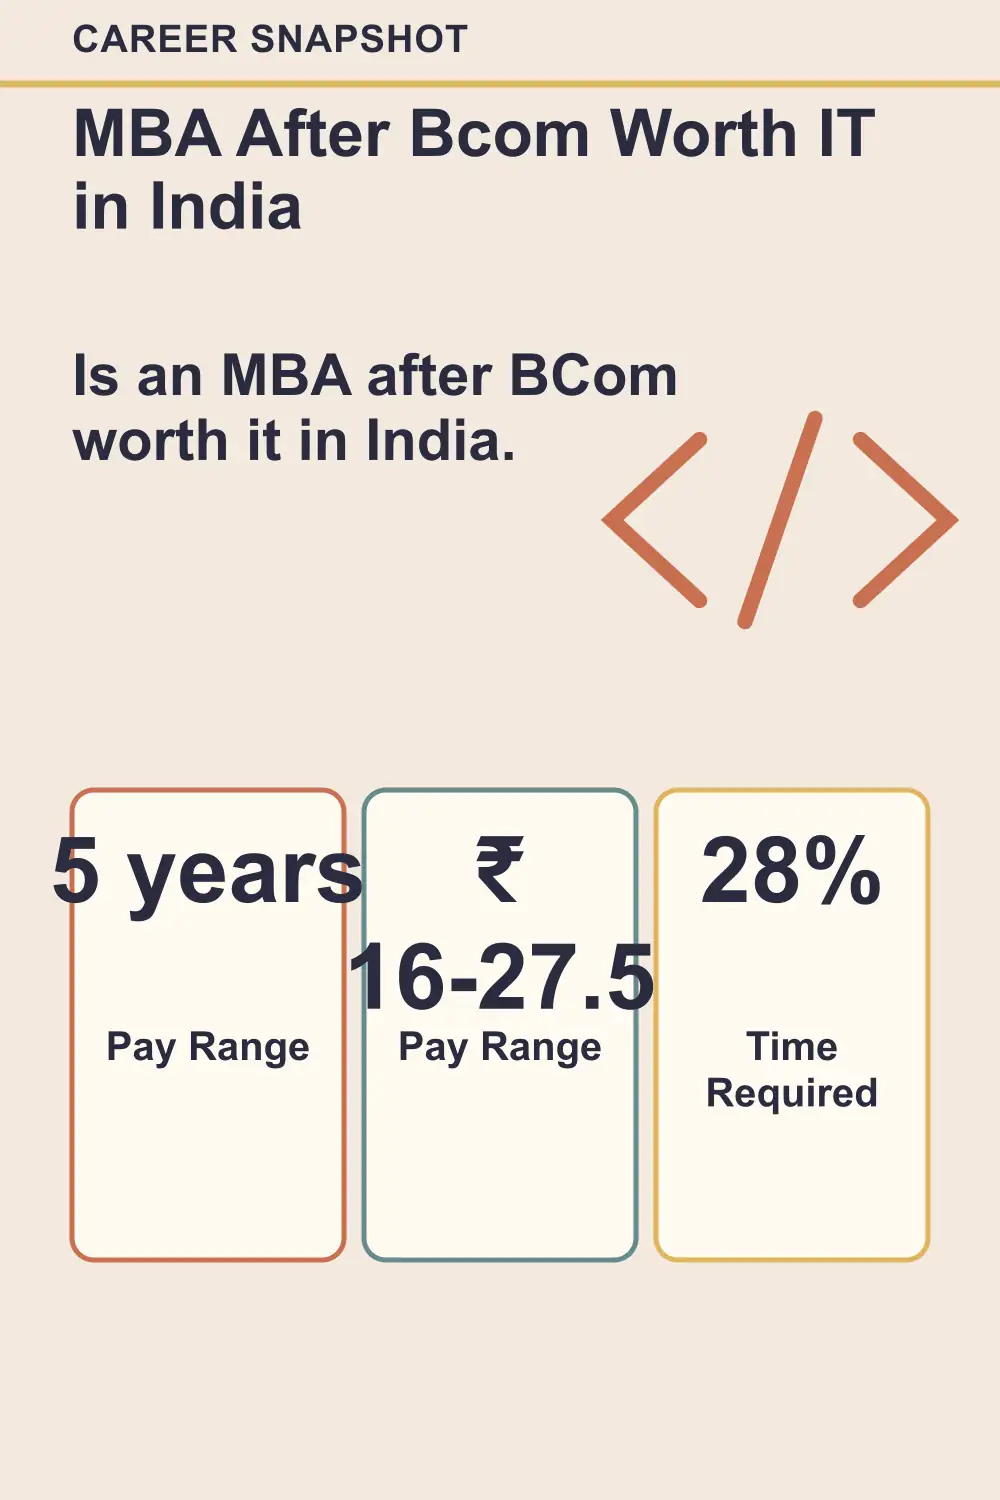 CAREER SNAPSHOT
MBA After Bcom Worth IT
in India
Is an MBA after BCom
worth it in India.
5 years
Pay Range
₹
16-27.5
Pay Range
28%
Time
Required